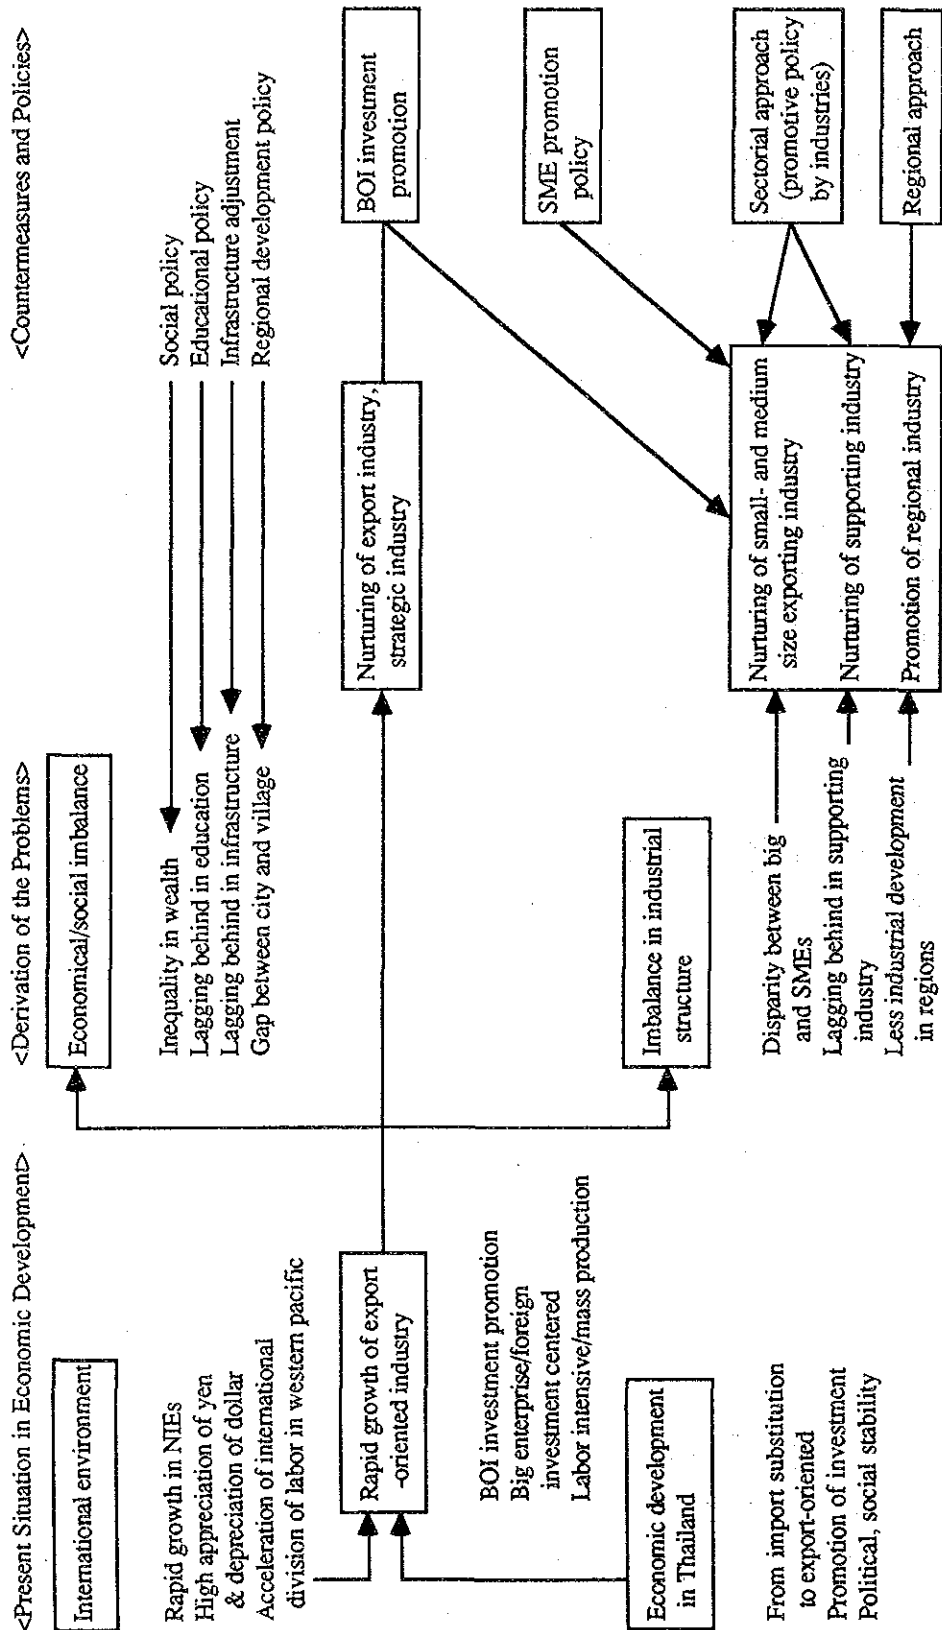 <Present Situation in Economic Development>
International environment
Rapid growth in NIEs
High appreciation of yen
& depreciation of dollar
Acceleration of international
division of labor in western pacific
Rapid growth of export
-oriented industry
BOI investment promotion
Big enterprise/foreign
investment centered
Labor intensive/mass production
Economic development
in Thailand
From import substitution
to export-oriented
Promotion of investment
Political, social stability
<Derivation of the Problems>
Economical/social imbalance
Inequality in wealth
Lagging behind in education
Lagging behind in infrastructure
Gap between city and village
Imbalance in industrial
structure
Disparity between big
and SMEs
Lagging behind in supporting
industry
Less industrial development
in regions
Nurturing of export industry,
strategic industry
Nurturing of small- and medium
size exporting industry
Nurturing of supporting industry
Promotion of regional industry
<Countermeasures and Policies>
Social policy
Educational policy
Infrastructure adjustment
Regional development policy
BOI investment
promotion
SME promotion
policy
Sectorial approach
(promotive policy
by industries)
Regional approach